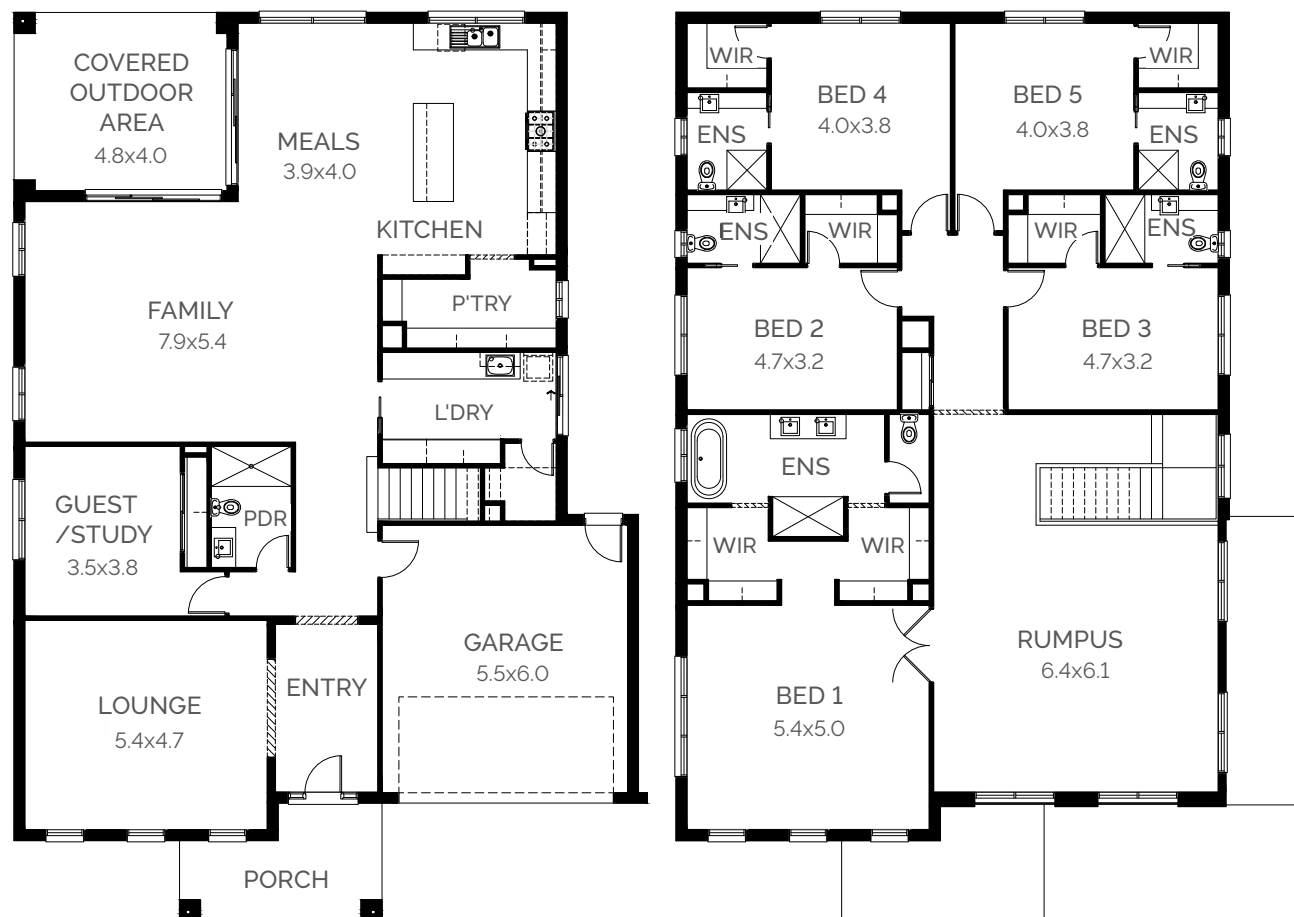 COVERED
OUTDOOR
AREA
4.8x4.0
MEALS
3.9x4.0
KITCHEN
P'TRY
FAMILY
7.9x5.4
L'DRY
GUEST
/STUDY
3.5x3.8
PDR
LOUNGE
5.4x4.7
ENTRY
GARAGE
5.5x6.0
PORCH
WIR
BED 4
4.0x3.8
BED 5
4.0x3.8
WIR
ENS
ENS
ENS
WIR
WIR
ENS
BED 2
4.7x3.2
BED 3
4.7x3.2
ENS
WIR
WIR
RUMPUS
6.4x6.1
BED 1
5.4x5.0